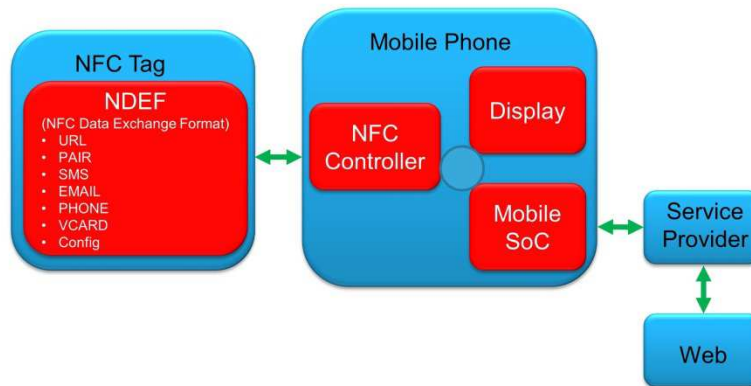 NFC Tag
NDEF
(NFC Data Exchange Format)
• URL
• PAIR
• SMS
• EMAIL
• PHONE
• VCARD
• Config
Mobile Phone
NFC
Controller
Display
Mobile
SoC
Service
Provider
Web